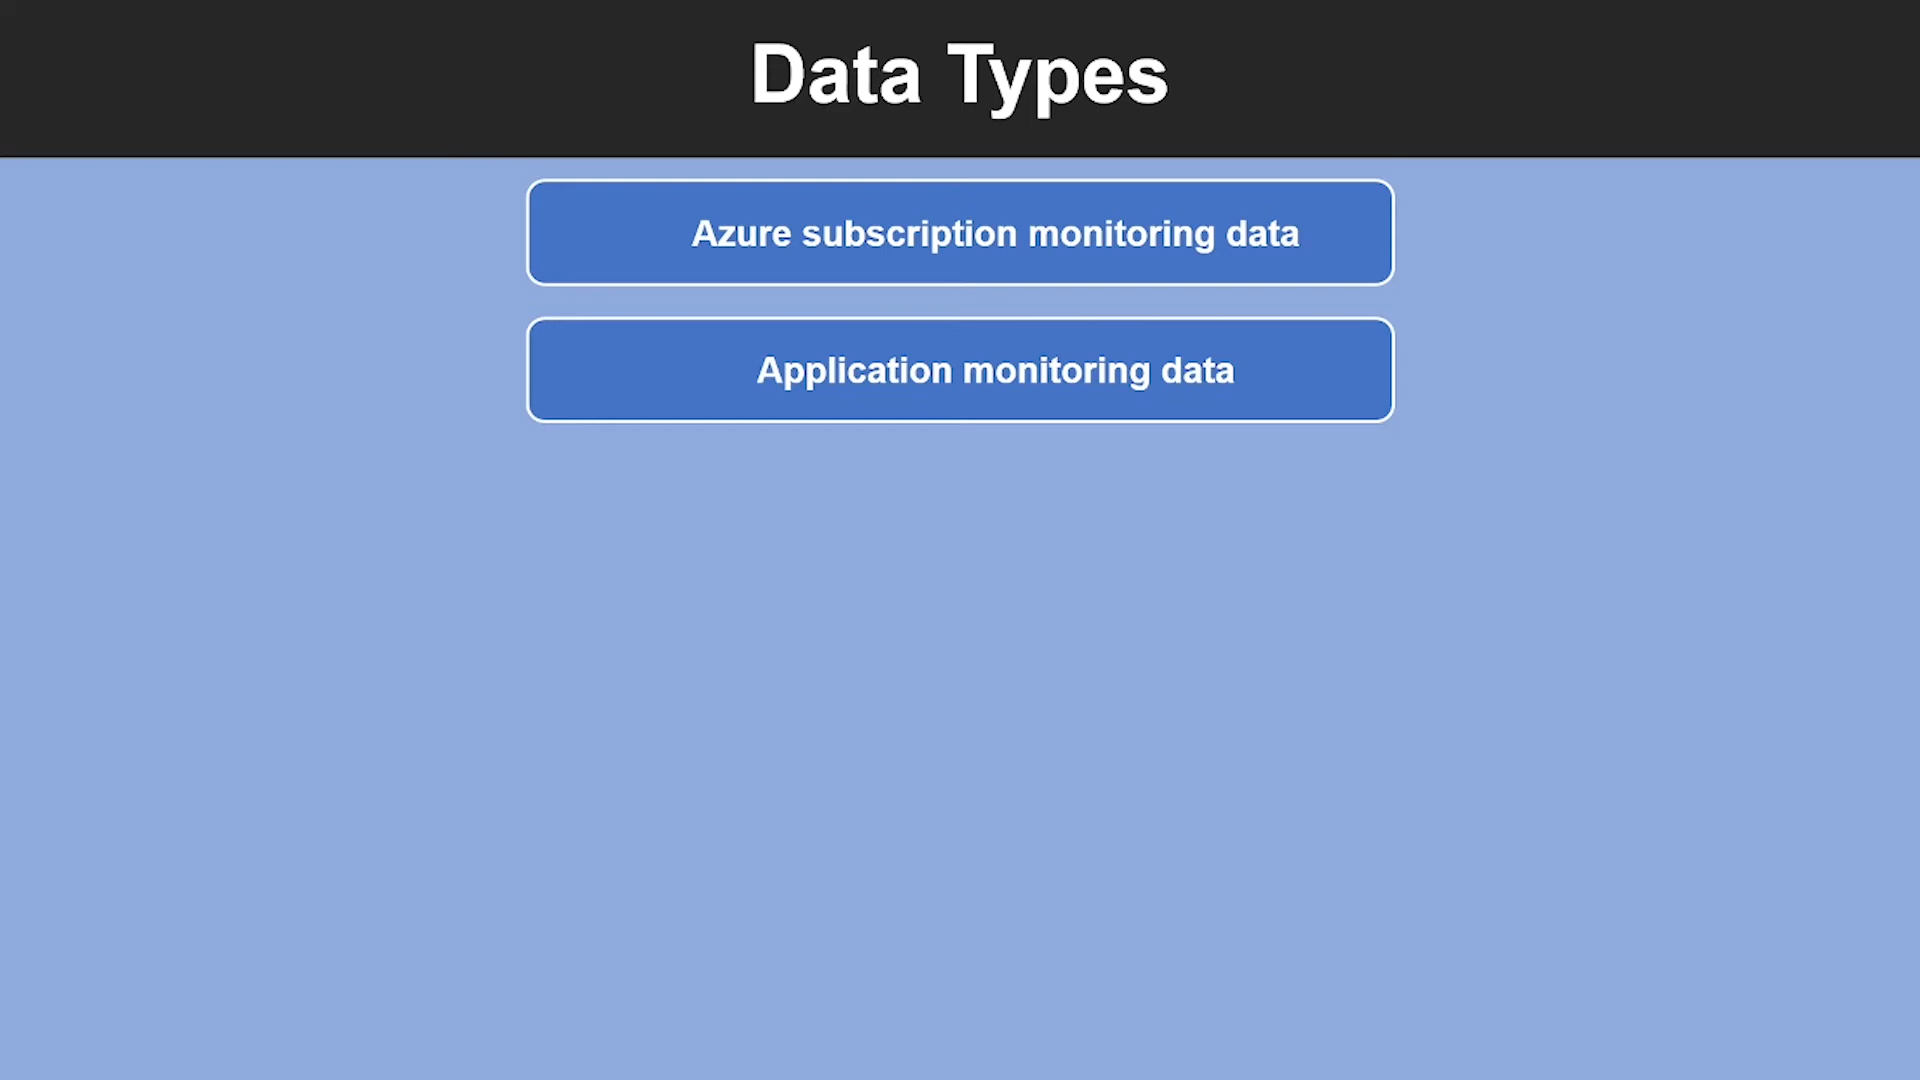 Data Types
Azure subscription monitoring data
Application monitoring data